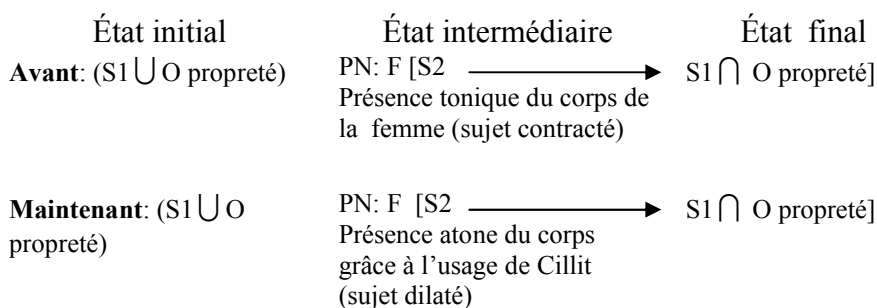 État initial État intermédiaire État final
Avant: (S1⋃O propreté) PN: F [S2 ⟶ S1⋂ O propreté]
Présence tonique du corps de
la femme (sujet contracté)
Maintenant: (S1⋃O PN: F [S2 ⟶ S1⋂ O propreté]
propreté) Présence atone du corps
grâce à l’usage de Cillit
(sujet dilaté)